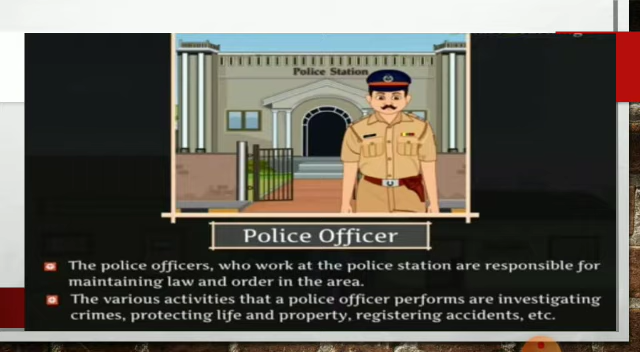 Police Station
Police Officer
The police officers, who work at the police station are responsible for
maintaining law and order in the area.
The various activities that a police officer performs are investigating
crimes, protecting life and property, registering accidents, etc.